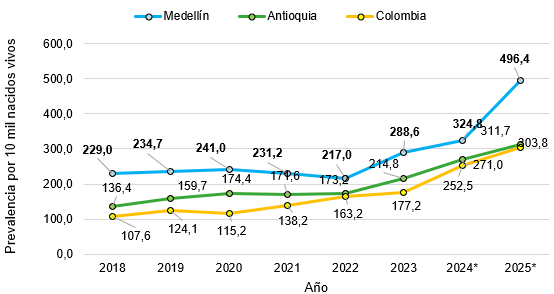 Medellín Antioquia Colombia
Prevalencia por 10 mil nacidos vivos
600,0
500,0
400,0
300,0
200,0
100,0
0,0
229,0 234,7 241,0 231,2 217,0 288,6 324,8 496,4
136,4 159,7 174,4 171,6 173,2 214,8 271,0 311,7
107,6 124,1 115,2 138,2 163,2 177,2 252,5 303,8
2018 2019 2020 2021 2022 2023 2024* 2025*
Año